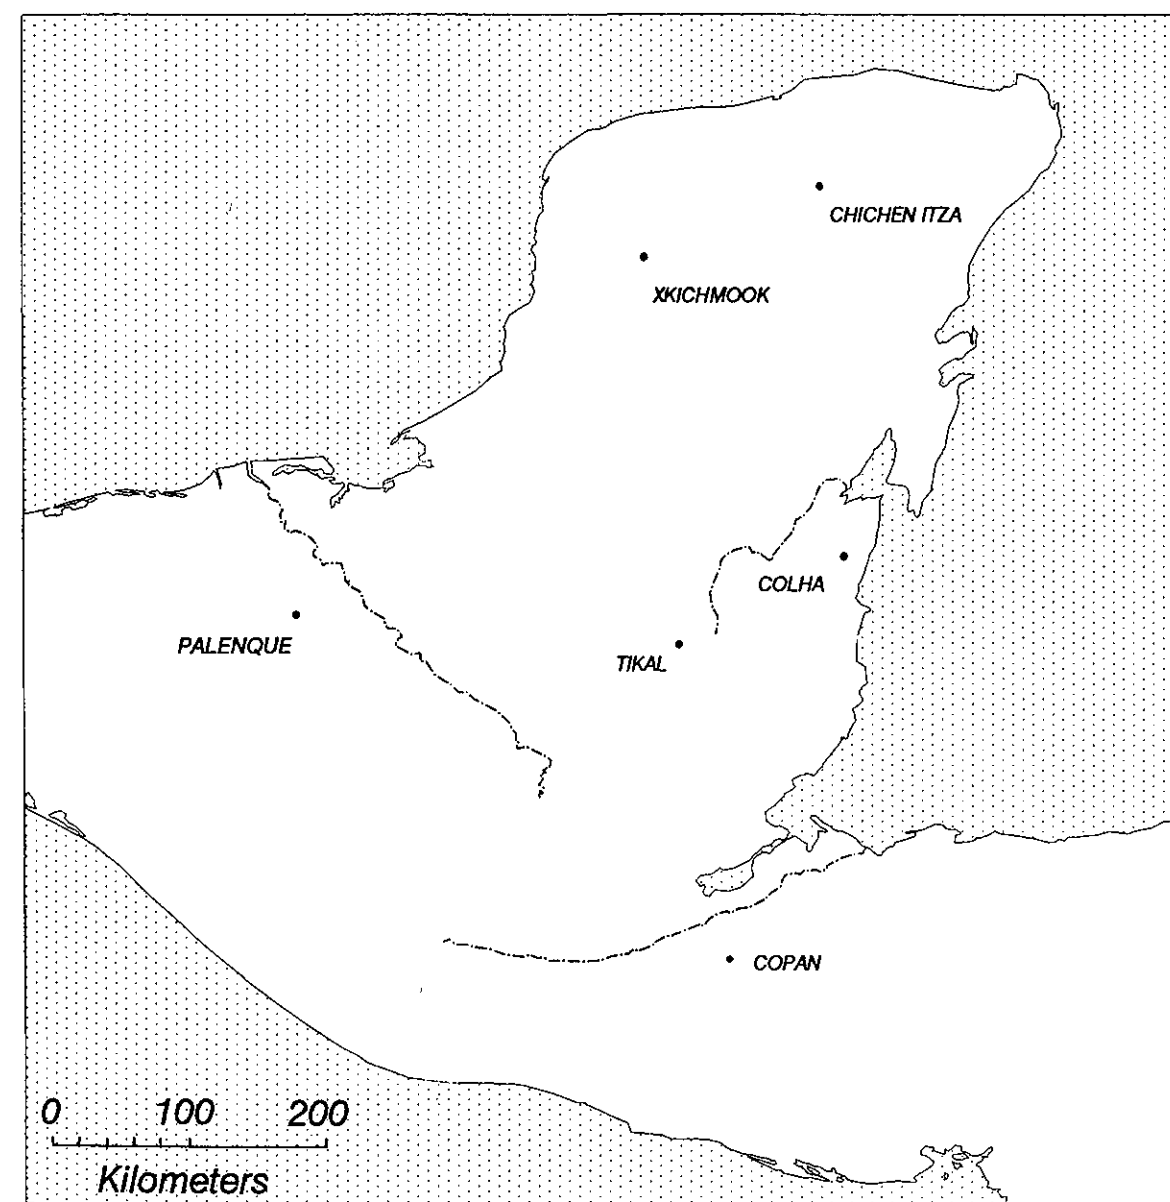 CHICHEN ITZA
XKICHMOOK
COLHA
PALENQUE
TIKAL
COPAN
0 100 200
Kilometers